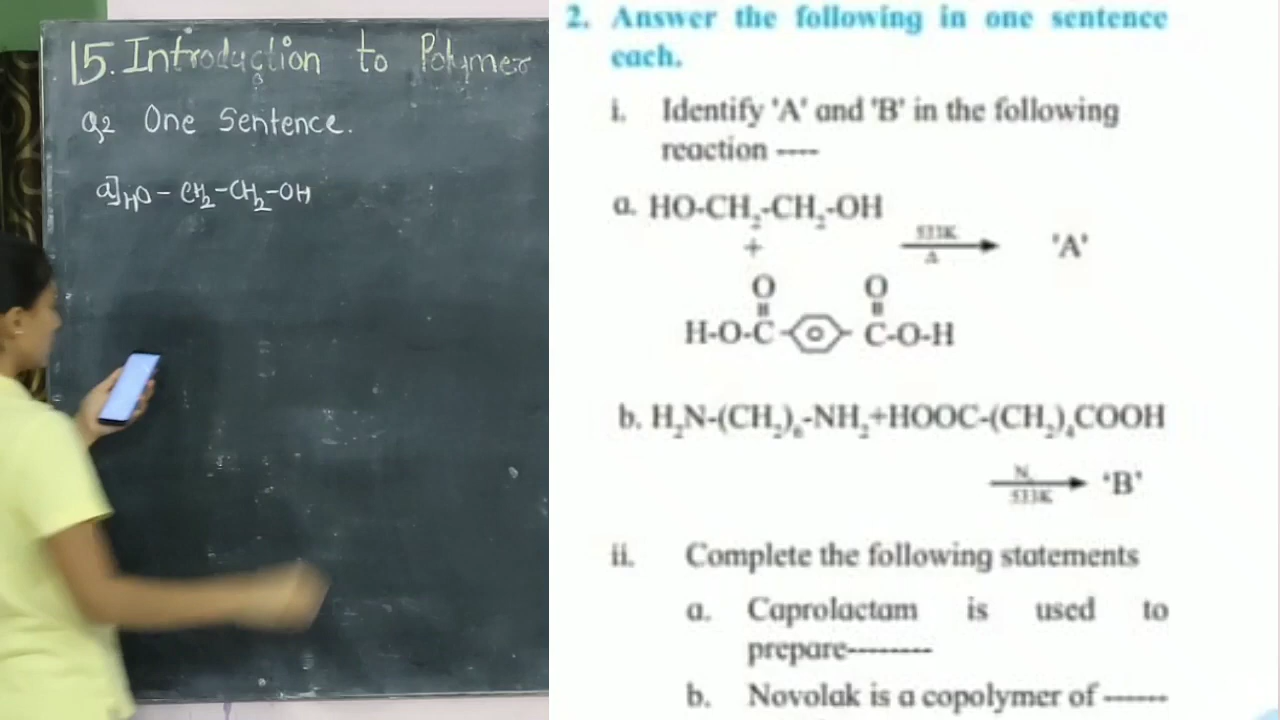 15. Introduction to Polymer
Q2 One Sentence.
a] HO - CH₂ - CH₂ - OH
2. Answer the following in one sentence
each.
i. Identify 'A' and 'B' in the following
reaction ----
a. HO-CH₂-CH₂-OH
+
533K
Δ
'A'
O O
H-O-C C-O-H
b. H₂N-(CH₂)₆-NH₂+HOOC-(CH₂)₄COOH
N₂
533K
'B'
ii. Complete the following statements
a. Caprolactam is used to
prepare--------
b. Novolak is a copolymer of ------